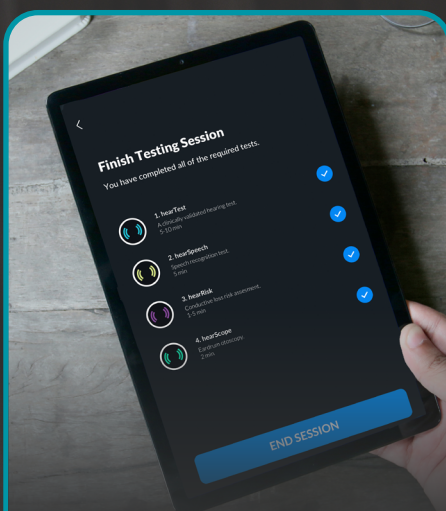 Finish Testing Session
You have completed all of the required tests.
1. hearTest
A clinically validated hearing test.
5-10 min
2. hearSpeech
Speech recognition test.
5 min
3. hearRisk
Conductive loss risk assesment.
1-5 min
4. hearScope
Eardrum otoscopy.
2 min
END SESSION